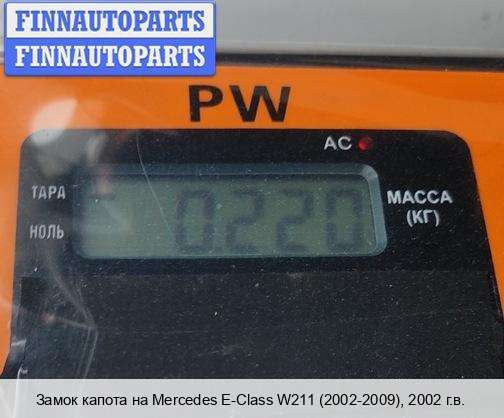 FINNAUTOPARTS
FINNAUTOPARTS
PW
AC
ТАРА
НОЛЬ
0220
МАССА
(КГ)
Замок капота на Mercedes E-Class W211 (2002-2009), 2002 г.в.